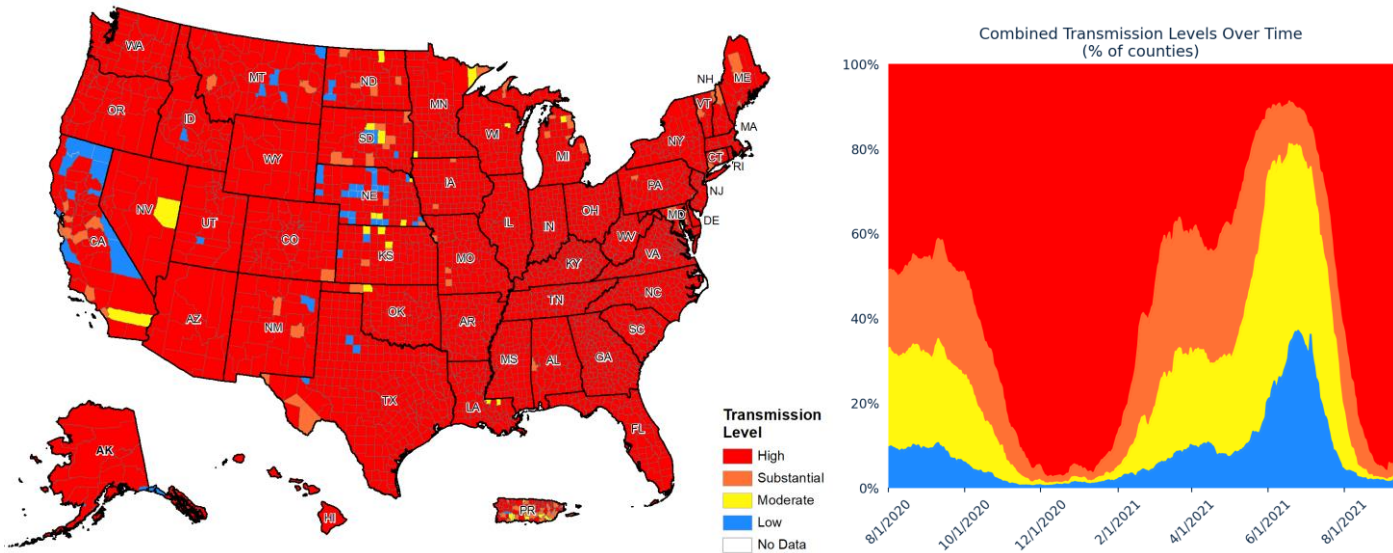 WA
OR
ID
MT
ND
MN
WI
MI
NH
VT
ME
NY
MA
CT
RI
SD
WY
NE
IA
PA
NJ
DE
MD
NV
UT
CO
KS
MO
IL
IN
OH
WV
VA
KY
CA
AZ
NM
OK
AR
TN
NC
SC
TX
LA
MS
AL
GA
FL
AK
HI
PR
Transmission
Level
High
Substantial
Moderate
Low
No Data
Combined Transmission Levels Over Time
(% of counties)
100%
80%
60%
40%
20%
0%
8/1/2020
10/1/2020
12/1/2020
2/1/2021
4/1/2021
6/1/2021
8/1/2021